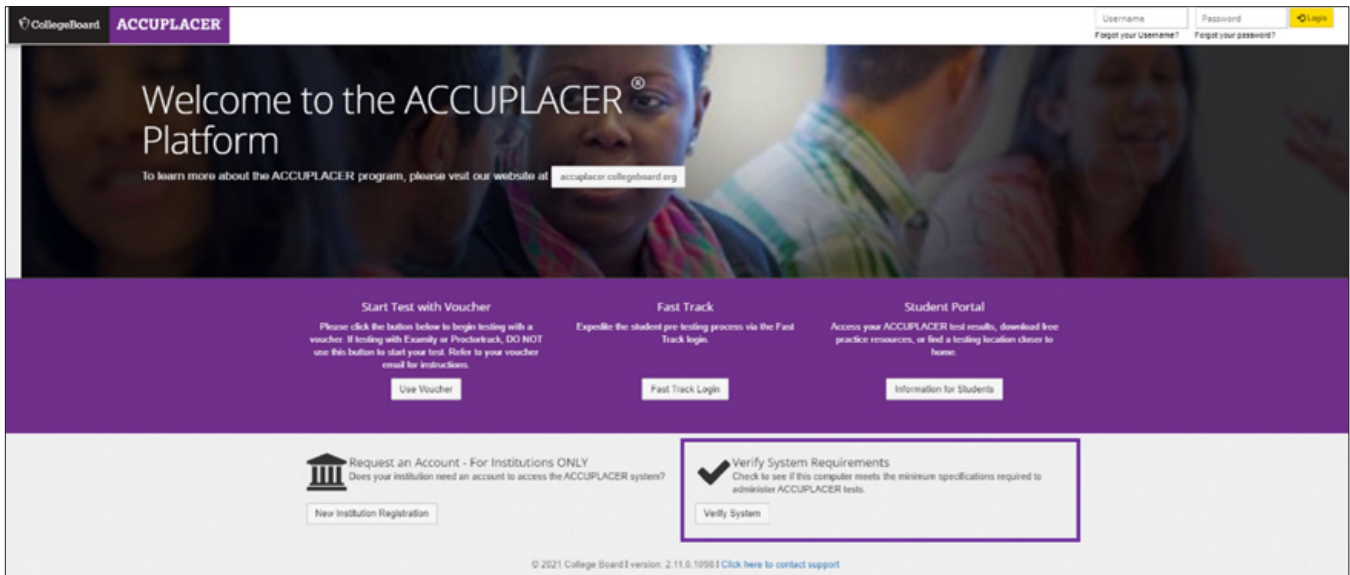 CollegeBoard ACCUPLACER
Username Password Login
Forgot your Username? Forgot your password?
Welcome to the ACCUPLACER®
Platform
To learn more about the ACCUPLACER program, please visit our website at accuplacer.collegeboard.org
Start Test with Voucher
Please click the button below to begin testing with a
voucher. If testing with Examity or Proctortrack, DO NOT
use this button to start your test. Refer to your voucher
email for instructions.
Use Voucher
Fast Track
Expedite the student pre-testing process via the Fast
Track login.
Fast Track Login
Student Portal
Access your ACCUPLACER test results, download free
practice resources, or find a testing location closer to
home.
Information for Students
Request an Account - For Institutions ONLY
Does your institution need an account to access the ACCUPLACER system?
New Institution Registration
Verify System Requirements
Check to see if this computer meets the minimum specifications required to
administer ACCUPLACER tests.
Verify System
© 2021 College Board | version: 2.11.0.1098 | Click here to contact support